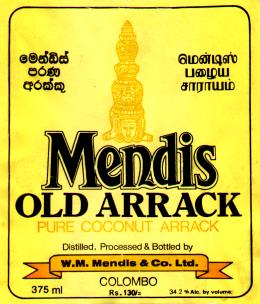 මෙන්ඩිස්
පරණ
අරක්කු
மென்டிஸ்
பழைய
சாராயம்
Mendis
OLD ARRACK
PURE COCONUT ARRACK
Distilled. Processed & Bottled by
W.M. Mendis & Co. Ltd.
375 ml
COLOMBO
Rs. 130/=
34.2 % Alc. by volume.